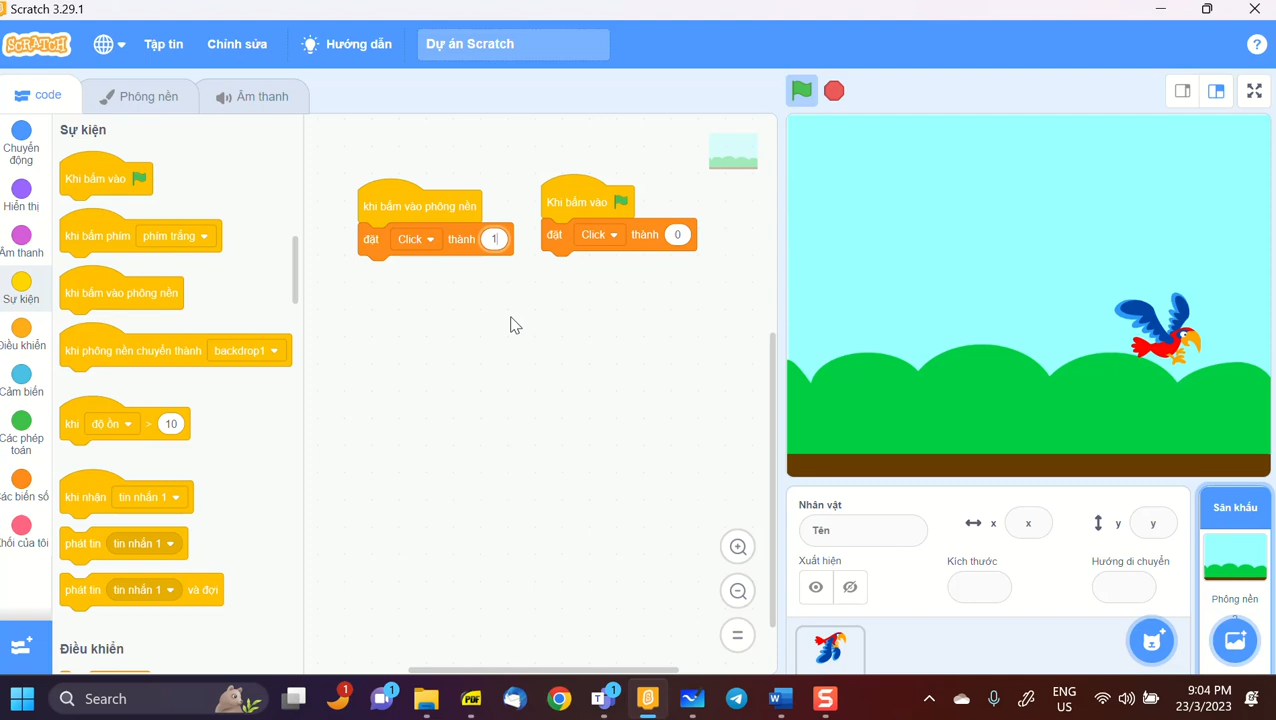 Scratch 3.29.1
SCRATCH
Tập tin
Chỉnh sửa
Hướng dẫn
Dự án Scratch
?
code
Phông nền
Âm thanh
Chuyển động
Hiển thị
Âm thanh
Sự kiện
Điều khiển
Cảm biến
Các phép toán
Các biến số
Khối của tôi
Sự kiện
Khi bấm vào
khi bấm phím phím trắng
khi bấm vào phông nền
khi phông nền chuyển thành backdrop1
khi độ ồn > 10
khi nhận tin nhắn 1
phát tin tin nhắn 1
phát tin tin nhắn 1 và đợi
Điều khiển
khi bấm vào phông nền
đặt Click thành 1
Khi bấm vào
đặt Click thành 0
Nhân vật
Tên
x x
y y
Xuất hiện
Kích thước
Hướng di chuyển
Sân khấu
Phông nền
Search
1
1
PDF
1
ENG
US
9:04 PM
23/3/2023